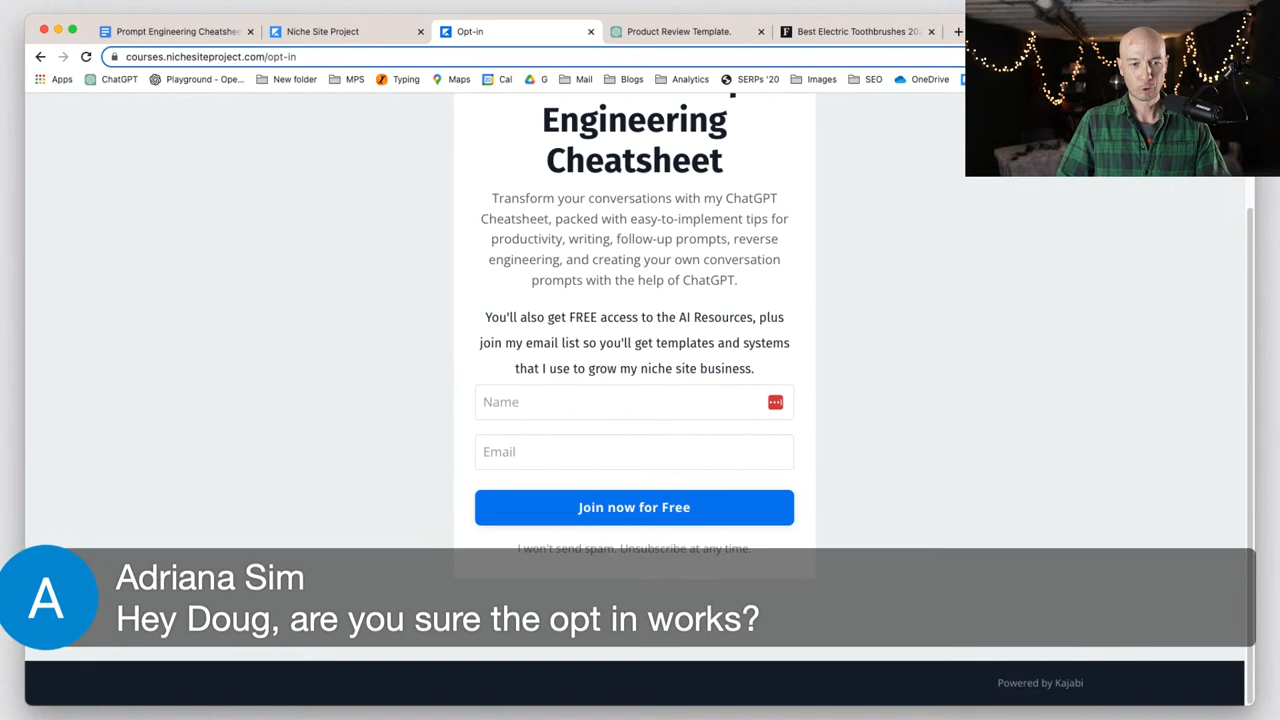 Prompt Engineering Cheatshee
Niche Site Project
Opt-in
Product Review Template.
Best Electric Toothbrushes 202
courses.nichesiteproject.com/opt-in
Apps
ChatGPT
Playground - Ope...
New folder
MPS
Typing
Maps
Cal
G
Mail
Blogs
Analytics
SERPs '20
Images
SEO
OneDrive
Engineering
Cheatsheet
Transform your conversations with my ChatGPT
Cheatsheet, packed with easy-to-implement tips for
productivity, writing, follow-up prompts, reverse
engineering, and creating your own conversation
prompts with the help of ChatGPT.
You'll also get FREE access to the AI Resources, plus
join my email list so you'll get templates and systems
that I use to grow my niche site business.
Name
Email
Join now for Free
I won't send spam. Unsubscribe at any time.
A
Adriana Sim
Hey Doug, are you sure the opt in works?
Powered by Kajabi